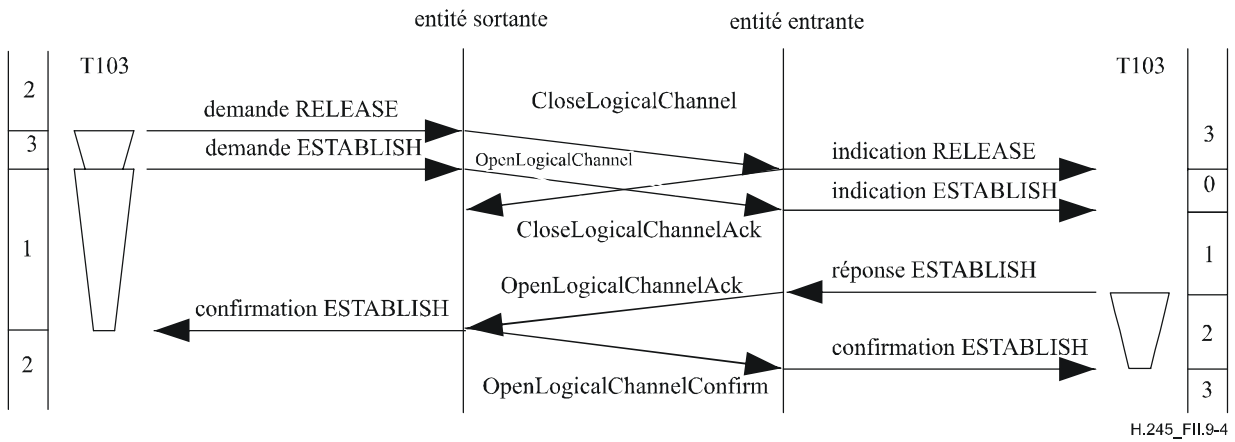 entité sortante
entité entrante
T103
T103
2
demande RELEASE
CloseLogicalChannel
3
3
demande ESTABLISH
OpenLogicalChannel
indication RELEASE
0
indication ESTABLISH
CloseLogicalChannelAck
1
1
réponse ESTABLISH
OpenLogicalChannelAck
confirmation ESTABLISH
2
2
confirmation ESTABLISH
OpenLogicalChannelConfirm
3
H.245_FII.9-4